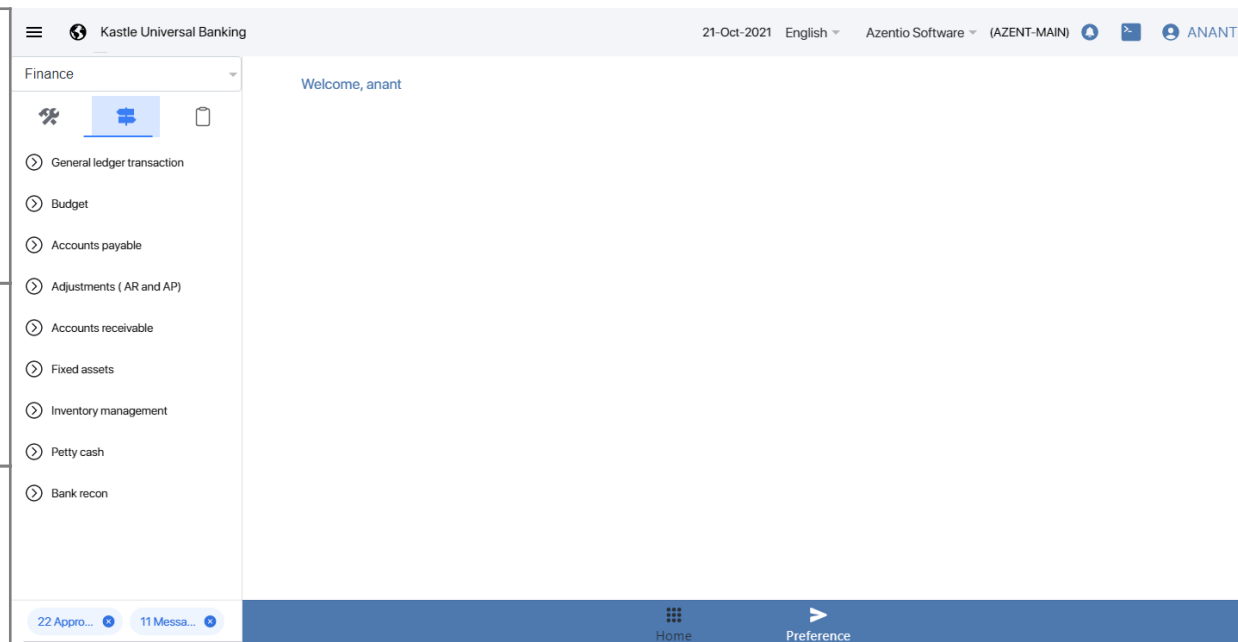 Kastle Universal Banking 21-Oct-2021 English Azentio Software (AZENT-MAIN) ANANT
Finance
Welcome, anant
General ledger transaction
Budget
Accounts payable
Adjustments ( AR and AP)
Accounts receivable
Fixed assets
Inventory management
Petty cash
Bank recon
22 Appro... 11 Messa...
Home Preference